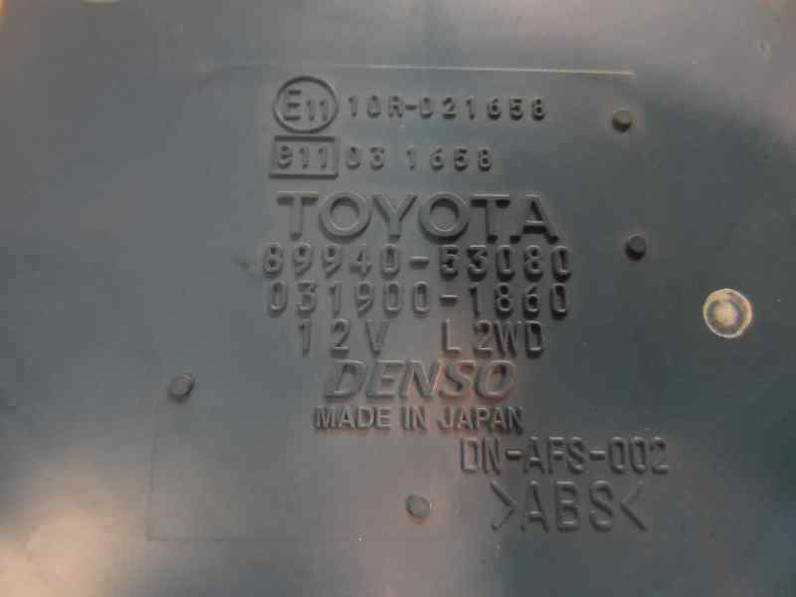 E11 10R-021658
e11 031658
TOYOTA
89940-53080
031900-1860
12V L2WD
DENSO
MADE IN JAPAN
DN-AFS-002
>ABS<